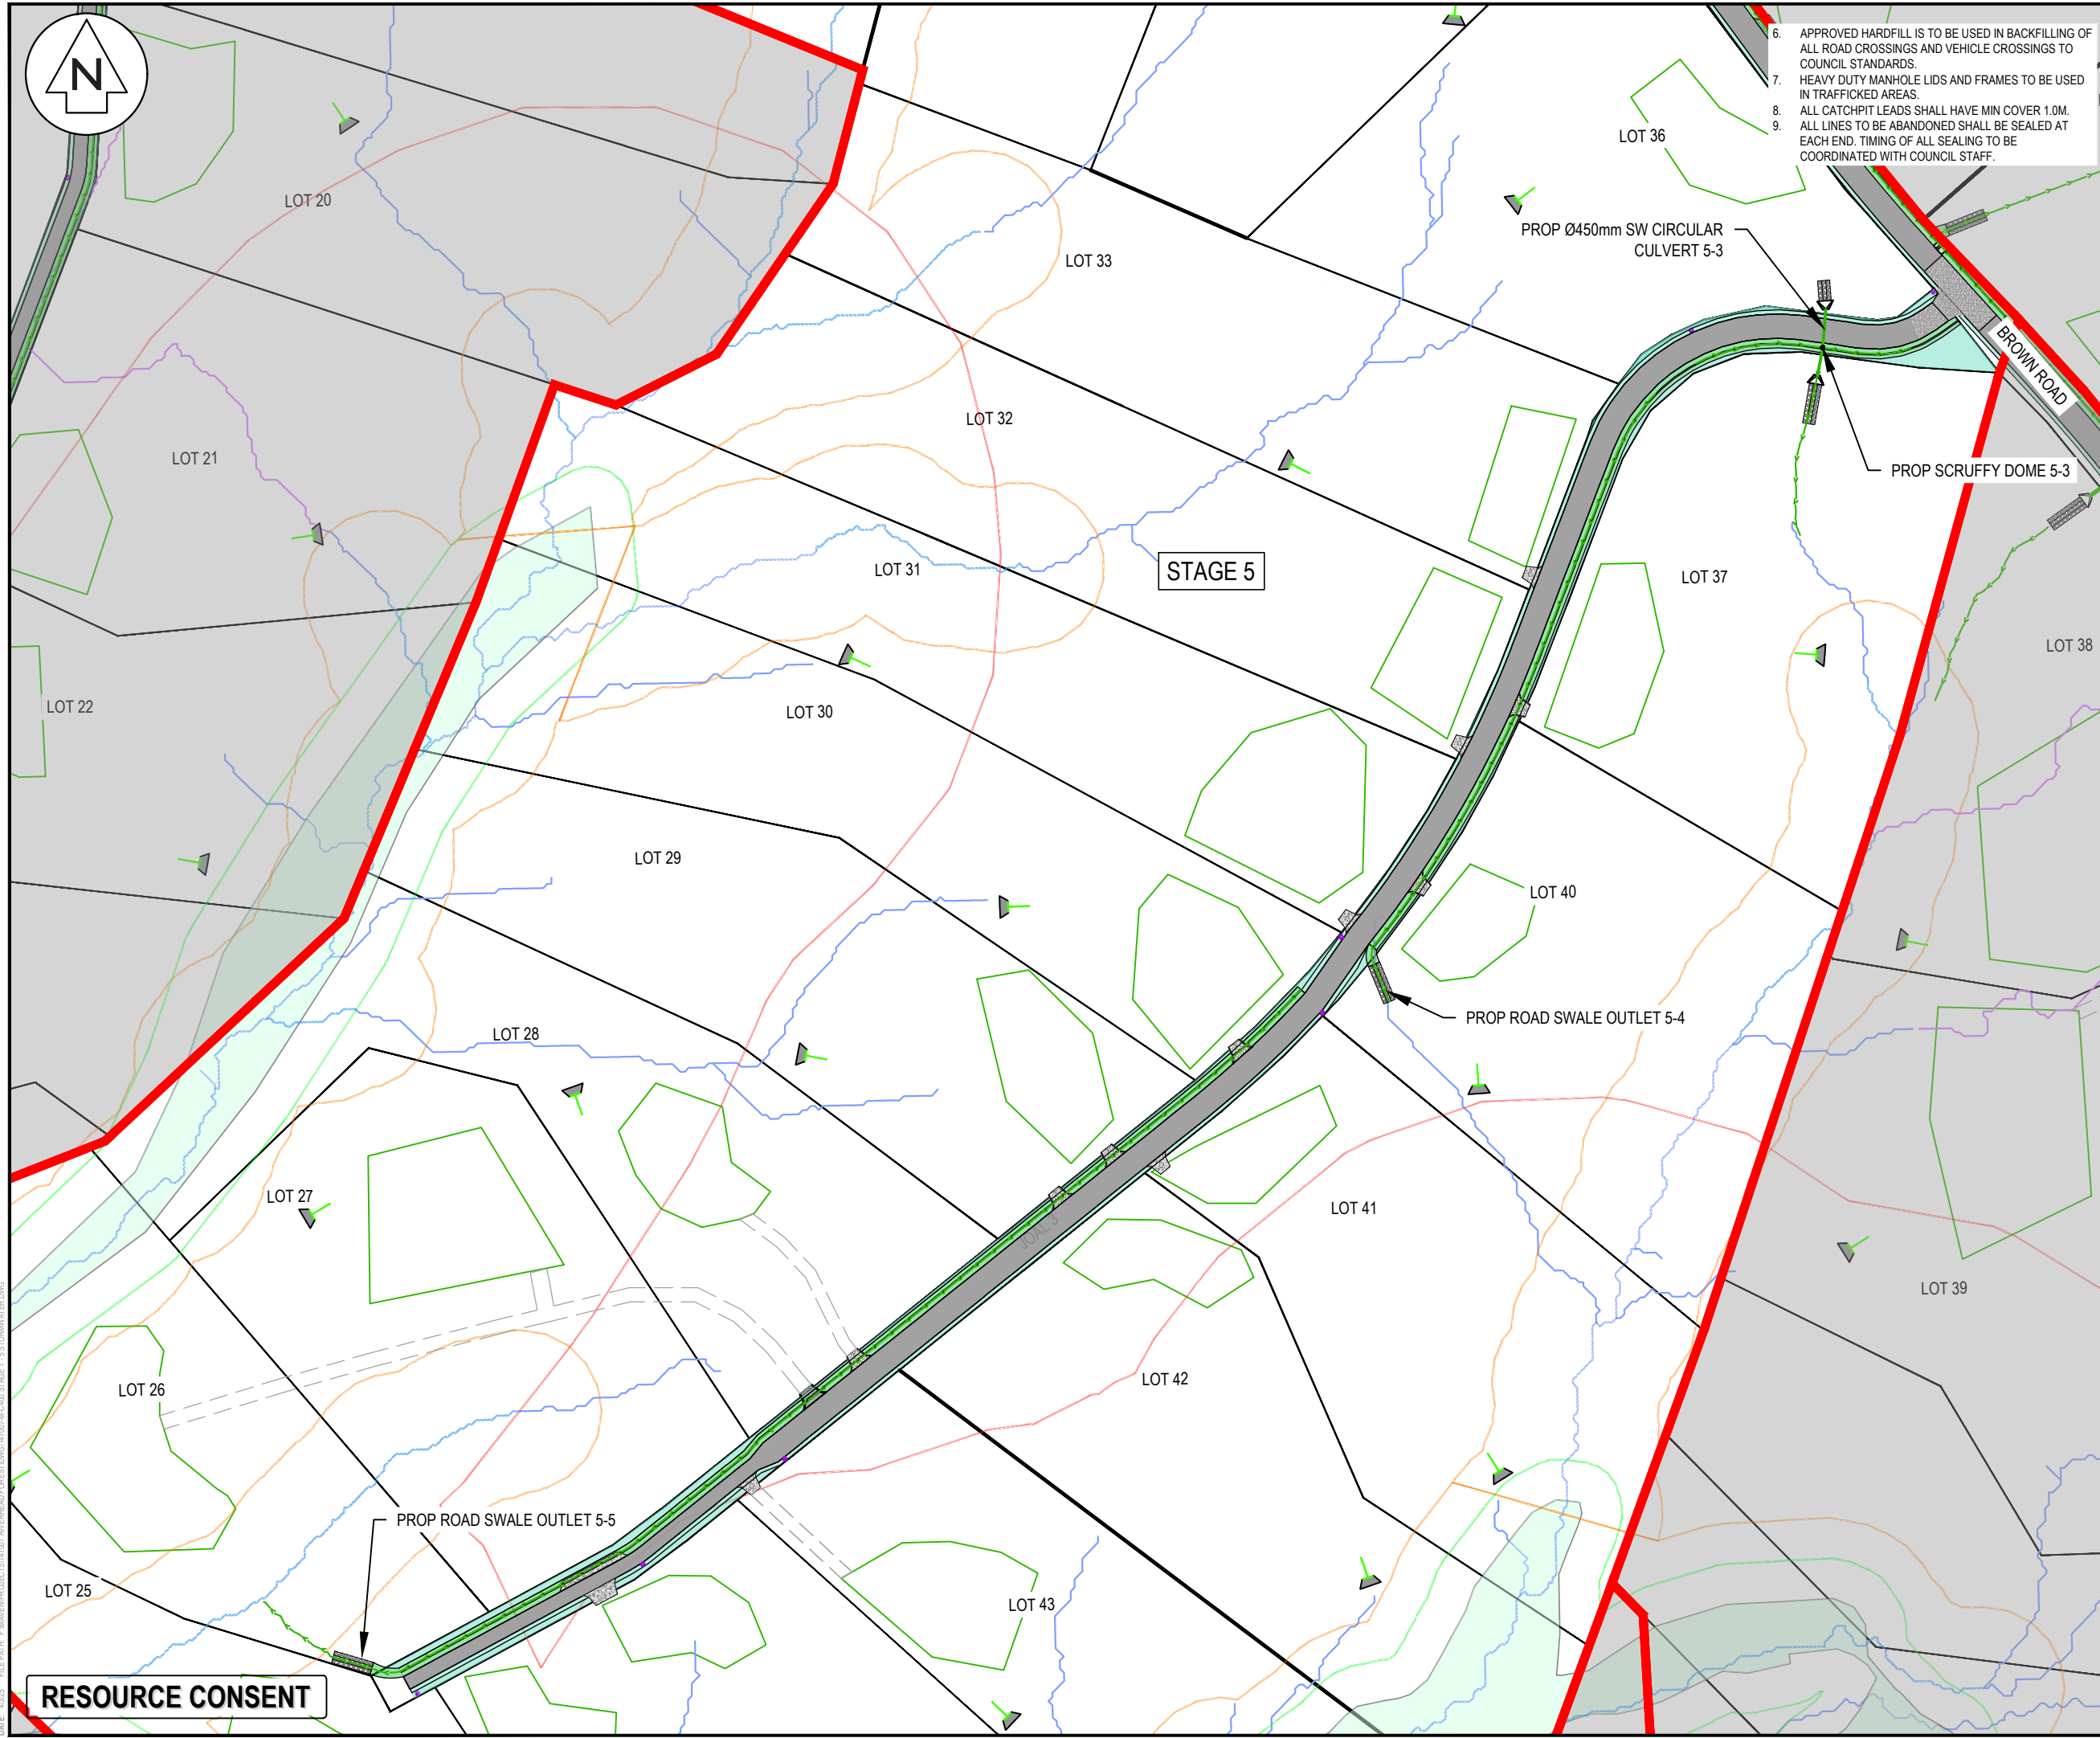 N
6. APPROVED HARDFILL IS TO BE USED IN BACKFILLING OF
ALL ROAD CROSSINGS AND VEHICLE CROSSINGS TO
COUNCIL STANDARDS.
7. HEAVY DUTY MANHOLE LIDS AND FRAMES TO BE USED
IN TRAFFICKED AREAS.
8. ALL CATCHPIT LEADS SHALL HAVE MIN COVER 1.0M.
9. ALL LINES TO BE ABANDONED SHALL BE SEALED AT
EACH END. TIMING OF ALL SEALING TO BE
COORDINATED WITH COUNCIL STAFF.
LOT 36
LOT 20
PROP Ø450mm SW CIRCULAR
CULVERT 5-3
LOT 33
BROWN ROAD
LOT 32
LOT 21
PROP SCRUFFY DOME 5-3
LOT 31
STAGE 5
LOT 37
LOT 38
LOT 22
LOT 30
LOT 29
LOT 40
PROP ROAD SWALE OUTLET 5-4
LOT 28
LOT 27
LOT 41
JOAL 3
LOT 39
LOT 42
LOT 26
PROP ROAD SWALE OUTLET 5-5
LOT 25
LOT 43
RESOURCE CONSENT